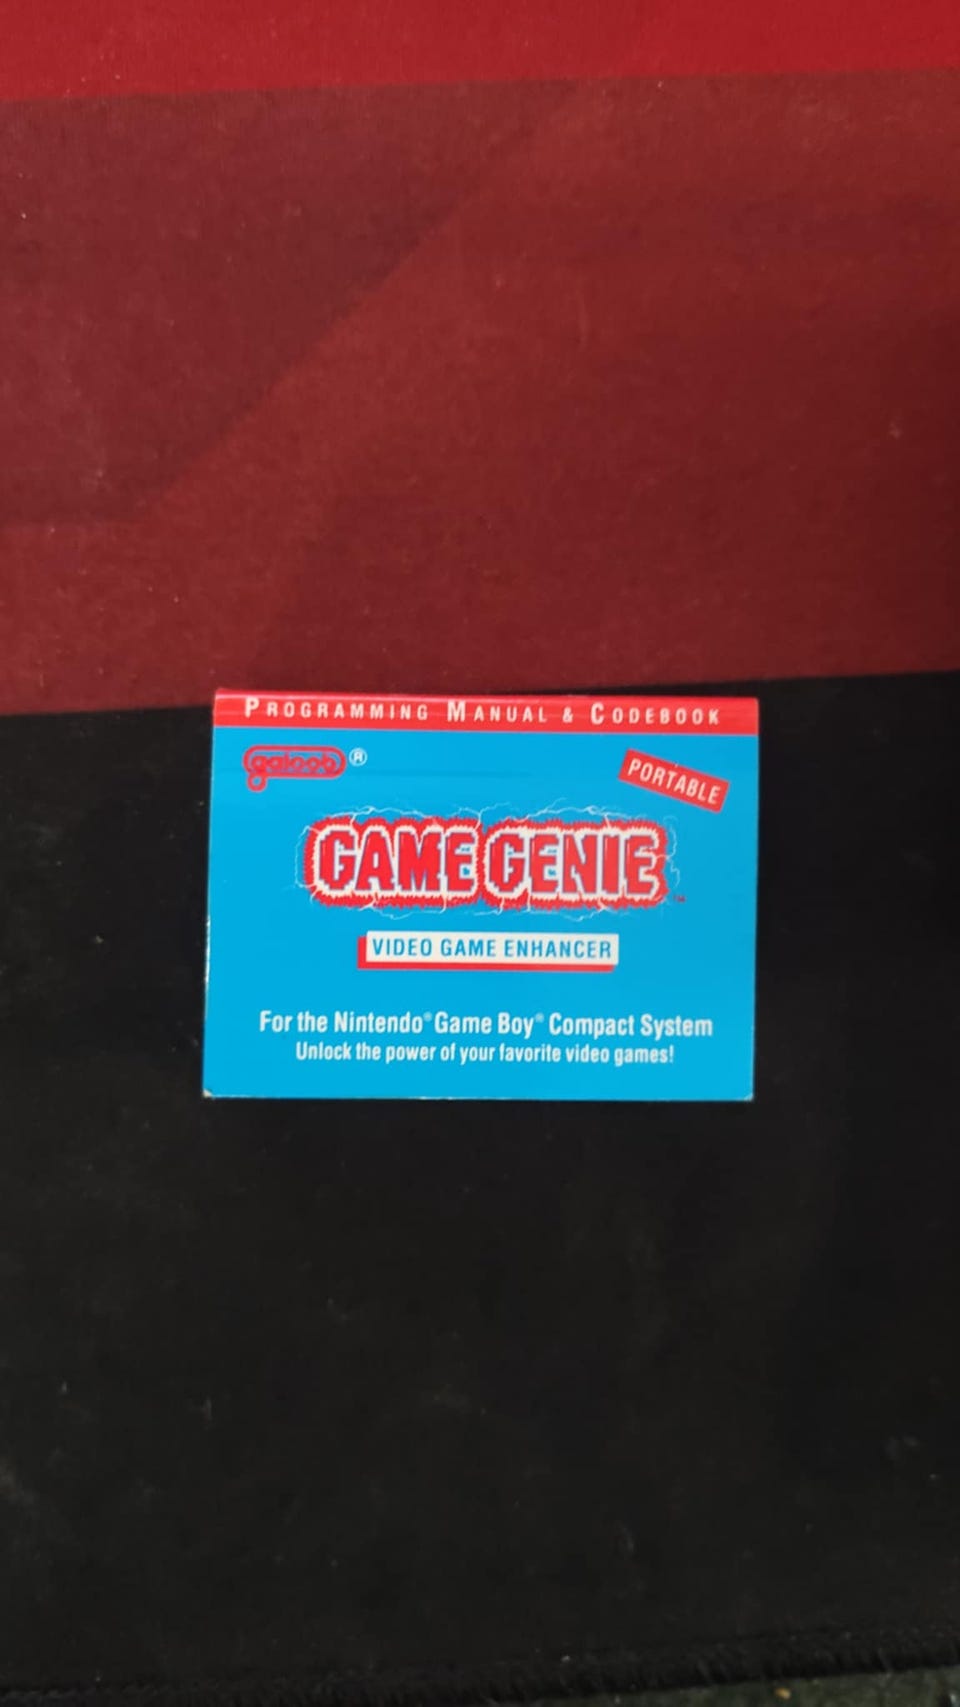 PROGRAMMING MANUAL & CODEBOOK
galoob®
PORTABLE
GAME GENIE™
VIDEO GAME ENHANCER
For the Nintendo® Game Boy® Compact System
Unlock the power of your favorite video games!